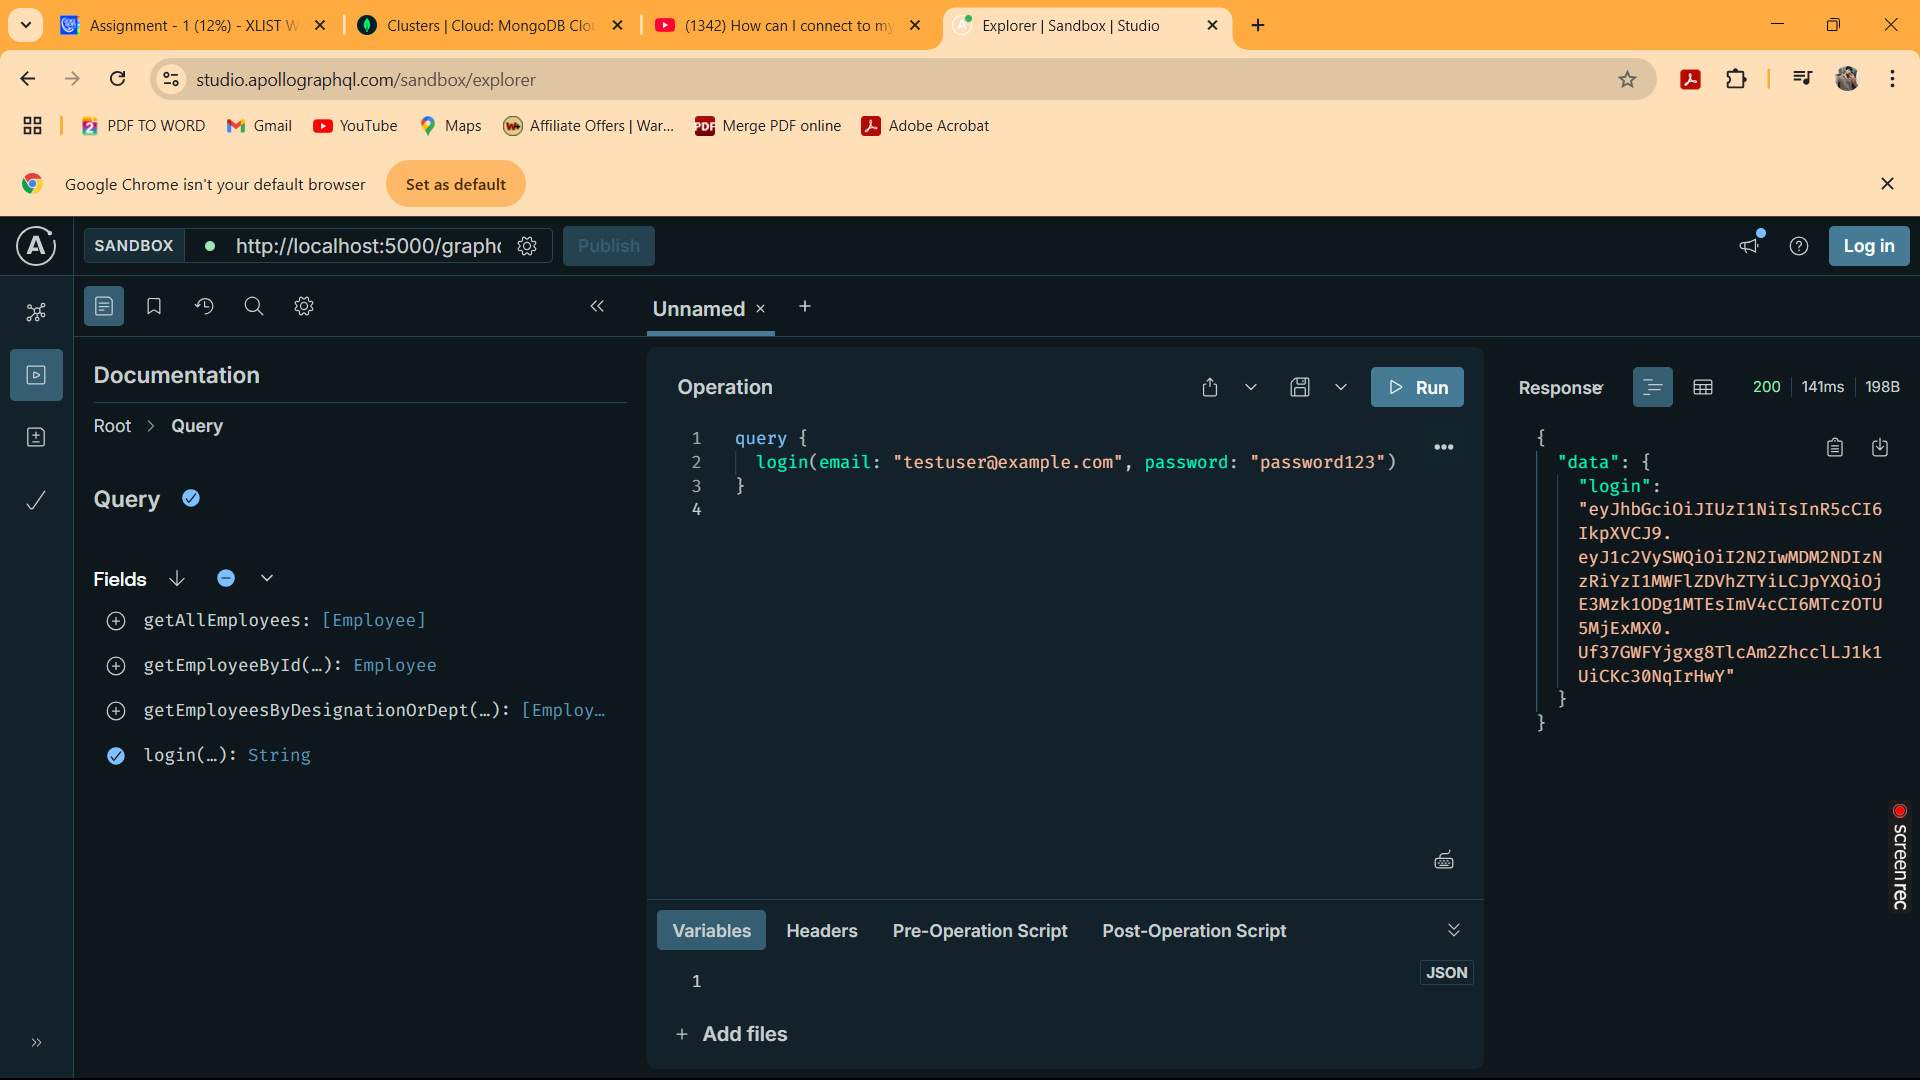 Assignment - 1 (12%) - XLIST W
Clusters | Cloud: MongoDB Clo
(1342) How can I connect to my
Explorer | Sandbox | Studio
studio.apollographql.com/sandbox/explorer
PDF TO WORD
Gmail
YouTube
Maps
Affiliate Offers | War...
Merge PDF online
Adobe Acrobat
Google Chrome isn't your default browser
Set as default
SANDBOX
http://localhost:5000/graphq
Publish
Log in
Unnamed
Documentation
Root > Query
Query
Fields
getAllEmployees: [Employee]
getEmployeeById(…): Employee
getEmployeesByDesignationOrDept(…): [Employ…
login(…): String
Operation
Run
1 query {
2 login(email: "testuser@example.com", password: "password123")
3 }
4
Variables
Headers
Pre-Operation Script
Post-Operation Script
1
JSON
+ Add files
Response
200
141ms
198B
{
"data": {
"login":
"eyJhbGciOiJIUzI1NiIsInR5cCI6
IkpXVCJ9.
eyJ1c2VySWQiOiI2N2IwMDM2NDIzN
zRiYzI1MWFlZDVhZTYiLCJpYXQiOj
E3Mzk1ODg1MTEsImV4cCI6MTczOTU
5MjExMX0.
Uf37GWFYjgxg8TlcAm2ZhcclLJ1k1
UiCKc30NqIrHwY"
}
}
screenrec